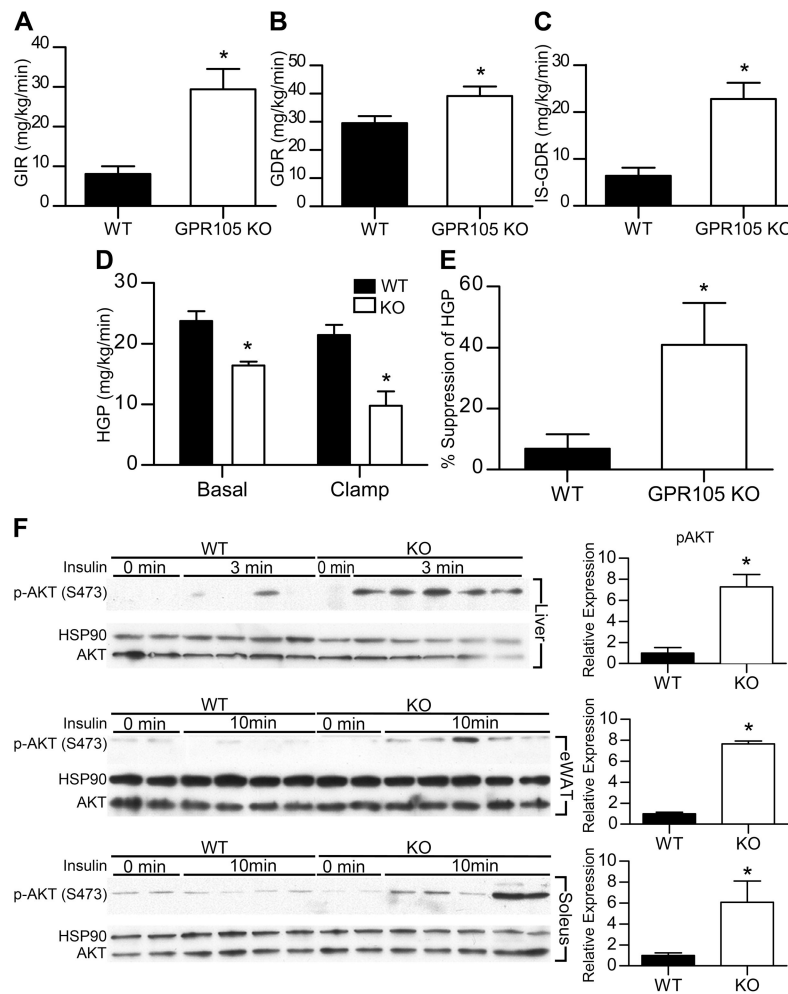 A
GIR (mg/kg/min)
40
30
20
10
0
*
WT
GPR105 KO
B
GDR (mg/kg/min)
60
50
40
30
20
10
0
*
WT
GPR105 KO
C
IS-GDR (mg/kg/min)
30
20
10
0
*
WT
GPR105 KO
D
HGP (mg/kg/min)
30
20
10
0
WT
KO
*
*
Basal
Clamp
E
% Suppression of HGP
60
40
20
0
*
WT
GPR105 KO
F
WT
KO
Insulin
0 min
3 min
0 min
3 min
p-AKT (S473)
HSP90
AKT
Liver
pAKT
Relative Expression
10
8
6
4
2
0
*
WT
KO
WT
KO
Insulin
0 min
10min
0 min
10min
p-AKT (S473)
HSP90
AKT
eWAT
Relative Expression
10
8
6
4
2
0
*
WT
KO
WT
KO
Insulin
0 min
10min
0 min
10min
p-AKT (S473)
HSP90
AKT
Soleus
Relative Expression
10
8
6
4
2
0
*
WT
KO